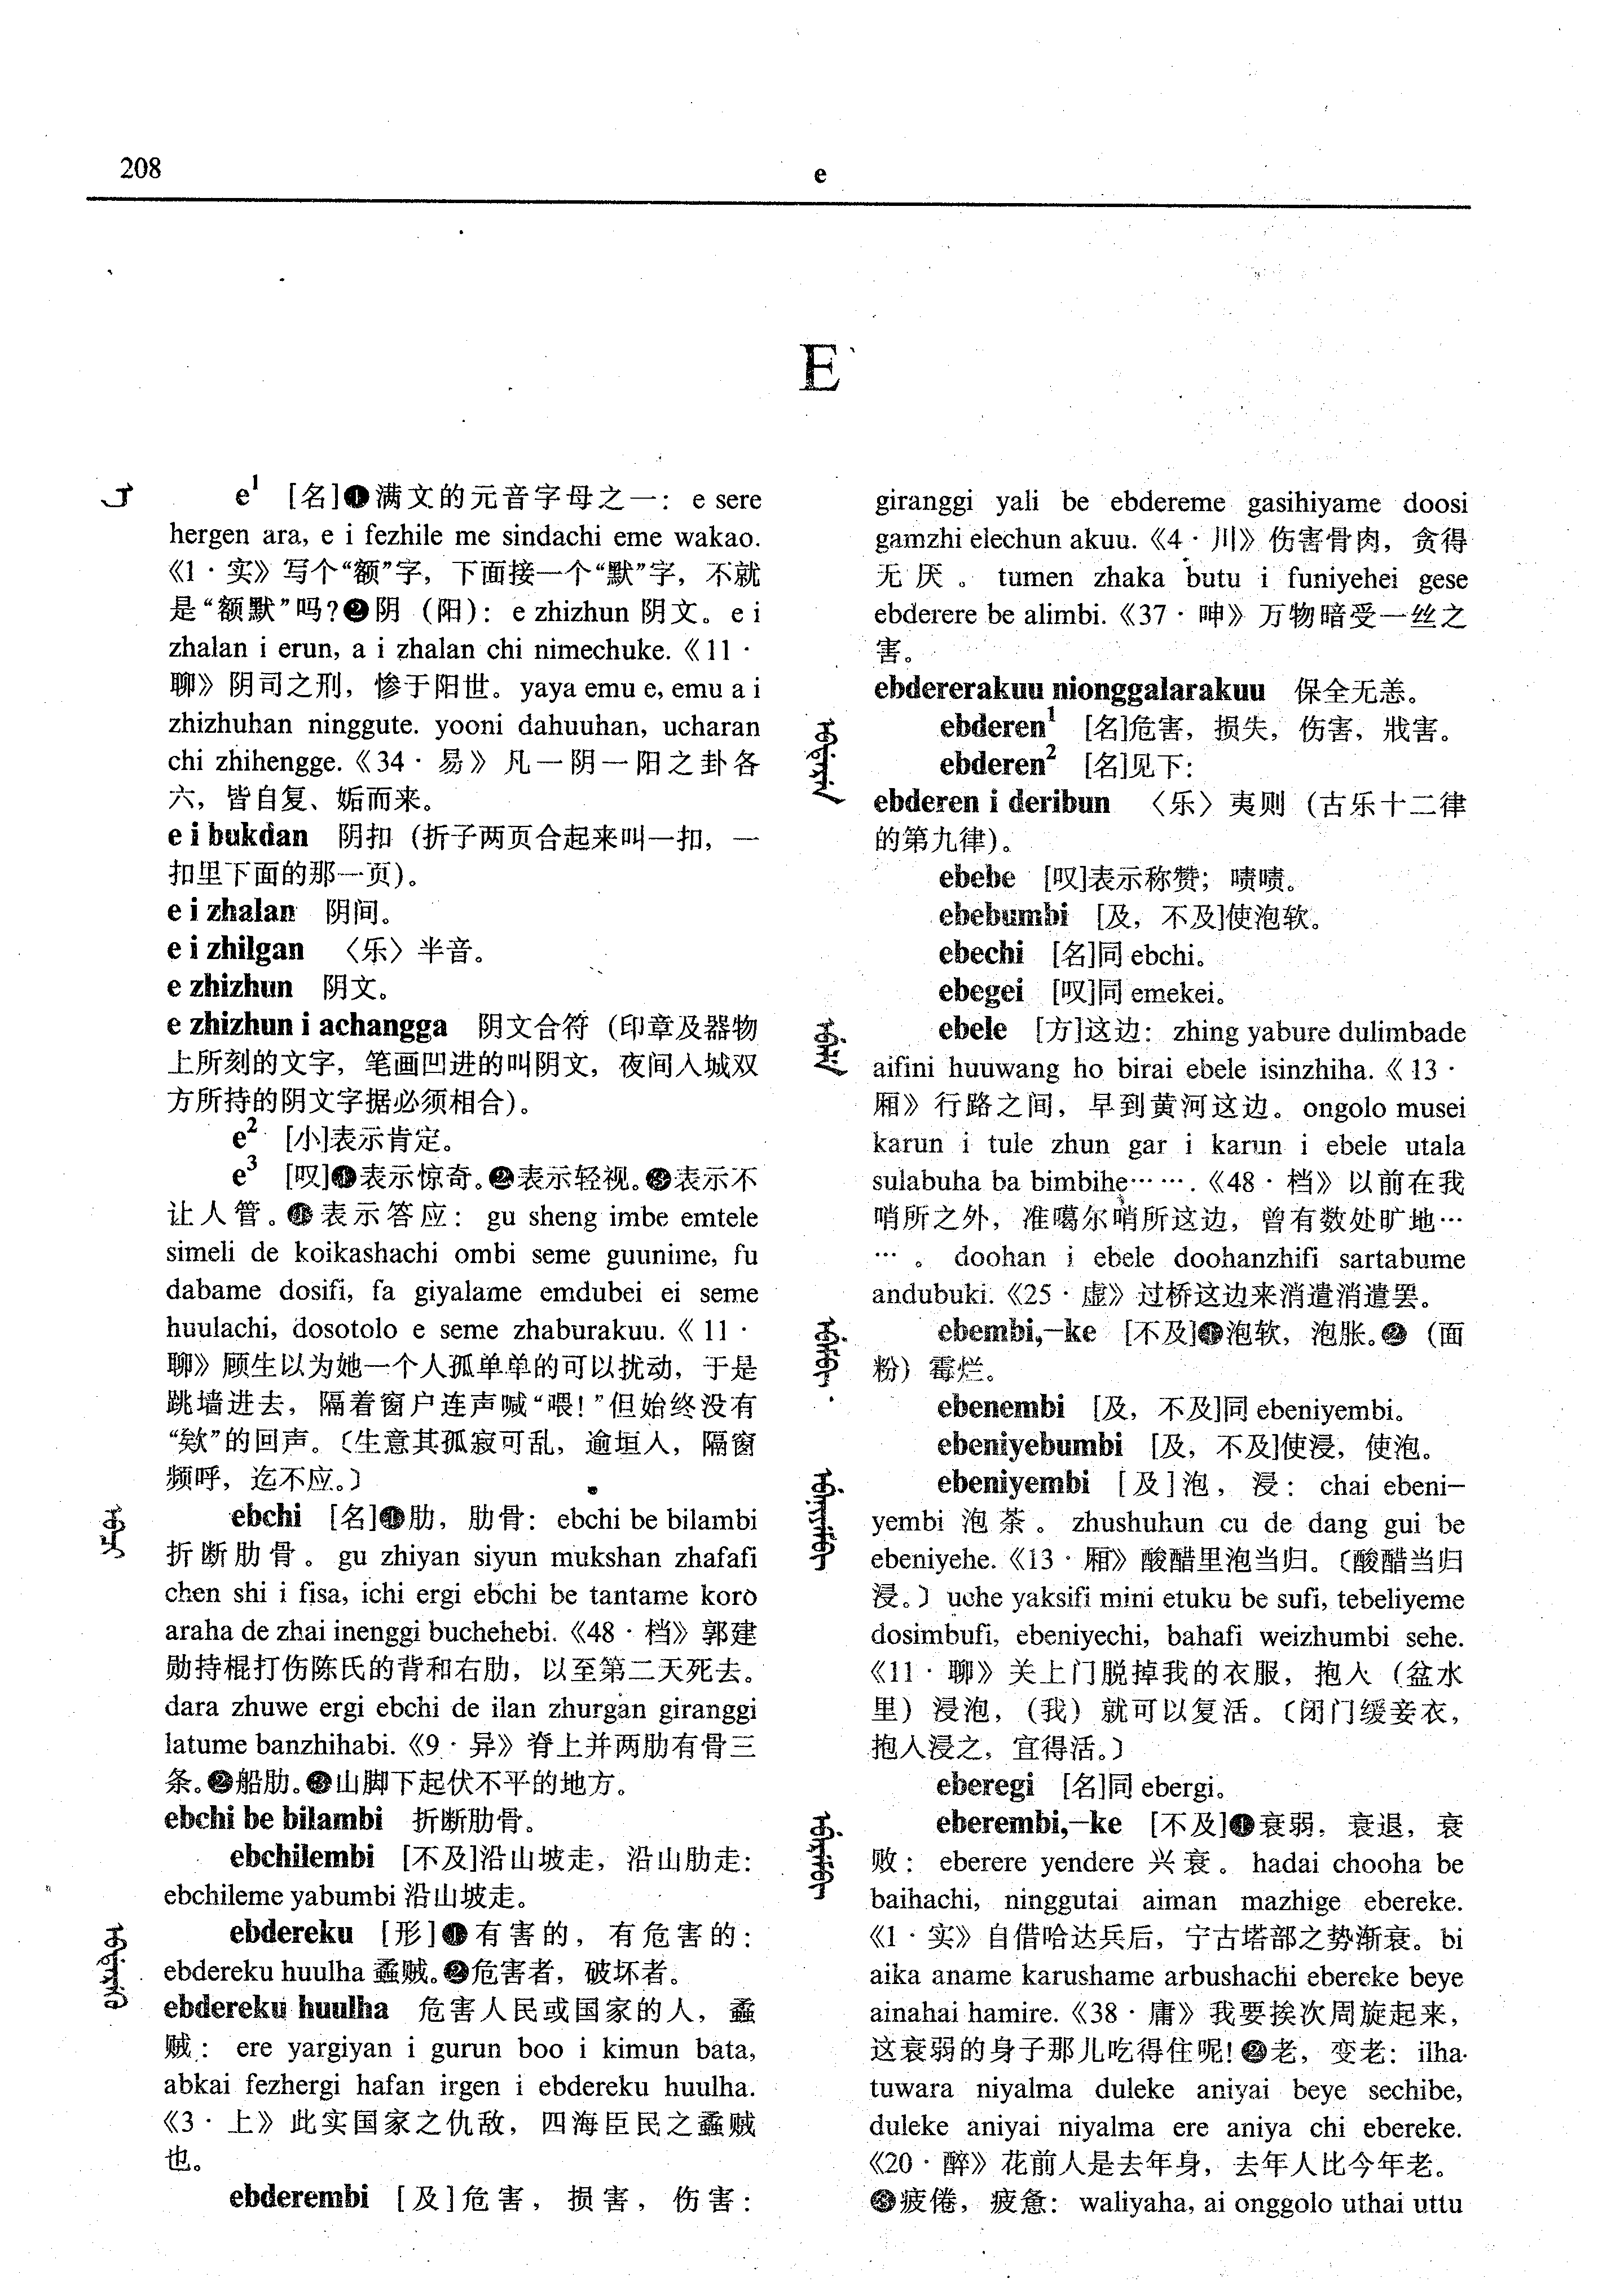 208
e
E
e¹ [名]❶满文的元音字母之一：e sere
hergen ara, e i fezhile me sindachi eme wakao.
《1·实》写个“额”字，下面接一个“默”字，不就
是“额默”吗?❷阴（阳）：e zhizhun 阴文。e i
zhalan i erun, a i zhalan chi nimechuke.《11·
聊》阴司之刑，惨于阳世。yaya emu e, emu a i
zhizhuhan ninggute. yooni dahuuhan, ucharan
chi zhihengge.《34·易》凡一阴一阳之卦各
六，皆自复、姤而来。
e i bukdan 阴扣（折子两页合起来叫一扣，一
扣里下面的那一页）。
e i zhalan 阴间。
e i zhilgan 〈乐〉半音。
e zhizhun 阴文。
e zhizhun i achangga 阴文合符（印章及器物
上所刻的文字，笔画凹进的叫阴文，夜间入城双
方所持的阴文字据必须相合）。
e² [小]表示肯定。
e³ [叹]❶表示惊奇。❷表示轻视。❸表示不
让人管。❹表示答应：gu sheng imbe emtele
simeli de koikashachi ombi seme guunime, fu
dabame dosifi, fa giyalame emdubei ei seme
huulachi, dosotolo e seme zhaburakuu.《11·
聊》顾生以为她一个人孤单单的可以扰动，于是
跳墙进去，隔着窗户连声喊“喂！”但始终没有
“欸”的回声。〔生意其孤寂可乱，逾垣入，隔窗
频呼，迄不应。〕
ebchi [名]❶肋，肋骨：ebchi be bilambi
折断肋骨。gu zhiyan siyun mukshan zhafafi
chen shi i fisa, ichi ergi ebchi be tantame koro
araha de zhai inenggi buchehebi.《48·档》郭建
勋持棍打伤陈氏的背和右肋，以至第二天死去。
dara zhuwe ergi ebchi de ilan zhurgan giranggi
latume banzhihabi.《9·异》脊上并两肋有骨三
条。❷船肋。❸山脚下起伏不平的地方。
ebchi be bilambi 折断肋骨。
ebchilembi [不及]沿山坡走，沿山肋走：
ebchileme yabumbi 沿山坡走。
ebdereku [形]❶有害的，有危害的：
ebdereku huulha 蟊贼。❷危害者，破坏者。
ebdereku huulha 危害人民或国家的人，蟊
贼：ere yargiyan i gurun boo i kimun bata,
abkai fezhergi hafan irgen i ebdereku huulha.
《3·上》此实国家之仇敌，四海臣民之蟊贼
也。
ebderembi [及]危害，损害，伤害：
giranggi yali be ebdereme gasihiyame doosi
gamzhi elechun akuu.《4·川》伤害骨肉，贪得
无厌。tumen zhaka butu i funiyehei gese
ebderere be alimbi.《37·呻》万物暗受一丝之
害。
ebdererakuu nionggalarakuu 保全无恙。
ebderen¹ [名]危害，损失，伤害，戕害。
ebderen² [名]见下：
ebderen i deribun 〈乐〉夷则（古乐十二律
的第九律）。
ebebe [叹]表示称赞；啧啧。
ebebumbi [及，不及]使泡软。
ebechi [名]同 ebchi。
ebegei [叹]同 emekei。
ebele [方]这边：zhing yabure dulimbade
aifini huuwang ho birai ebele isinzhiha.《13·
厢》行路之间，早到黄河这边。ongolo musei
karun i tule zhun gar i karun i ebele utala
sulabuha ba bimbihe…….《48·档》以前在我
哨所之外，准噶尔哨所这边，曾有数处旷地…
…。doohan i ebele doohanzhifi sartabume
andubuki.《25·虚》过桥这边来消遣消遣罢。
ebembi,-ke [不及]❶泡软，泡胀。❷（面
粉）霉烂。
ebenembi [及，不及]同 ebeniyembi。
ebeniyebumbi [及，不及]使浸，使泡。
ebeniyembi [及]泡，浸：chai ebeni-
yembi 泡茶。zhushuhun cu de dang gui be
ebeniyehe.《13·厢》酸醋里泡当归。〔酸醋当归
浸。〕uche yaksifi mini etuku be sufi, tebeliyeme
dosimbufi, ebeniyechi, bahafi weizhumbi sehe.
《11·聊》关上门脱掉我的衣服，抱入（盆水
里）浸泡，（我）就可以复活。〔闭门缓妾衣，
抱入浸之，宜得活。〕
eberegi [名]同 ebergi。
eberembi,-ke [不及]❶衰弱，衰退，衰
败：eberere yendere 兴衰。hadai chooha be
baihachi, ninggutai aiman mazhige ebereke.
《1·实》自借哈达兵后，宁古塔部之势渐衰。bi
aika aname karushame arbushachi ebereke beye
ainahai hamire.《38·庸》我要挨次周旋起来，
这衰弱的身子那儿吃得住呢!❷老，变老：ilha
tuwara niyalma duleke aniyai beye sechibe,
duleke aniyai niyalma ere aniya chi ebereke.
《20·醉》花前人是去年身，去年人比今年老。
❸疲倦，疲惫：waliyaha, ai onggolo uthai uttu